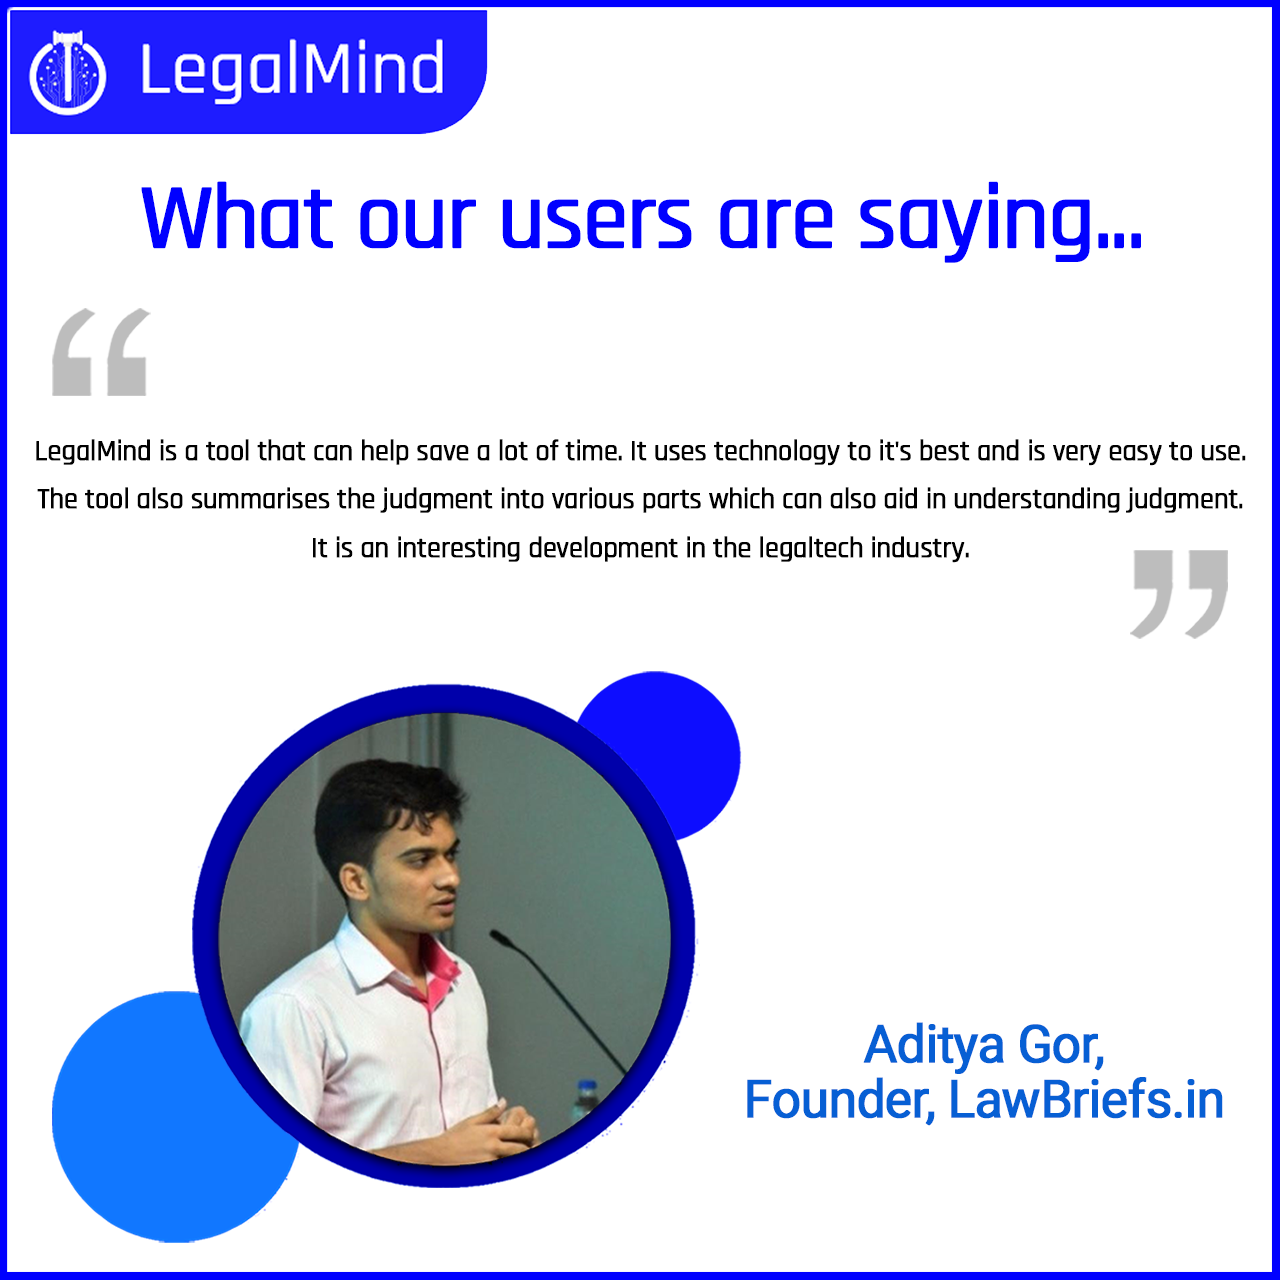 LegalMind
What our users are saying...
“
LegalMind is a tool that can help save a lot of time. It uses technology to it's best and is very easy to use.
The tool also summarises the judgment into various parts which can also aid in understanding judgment.
It is an interesting development in the legaltech industry.
”
Aditya Gor,
Founder, LawBriefs.in